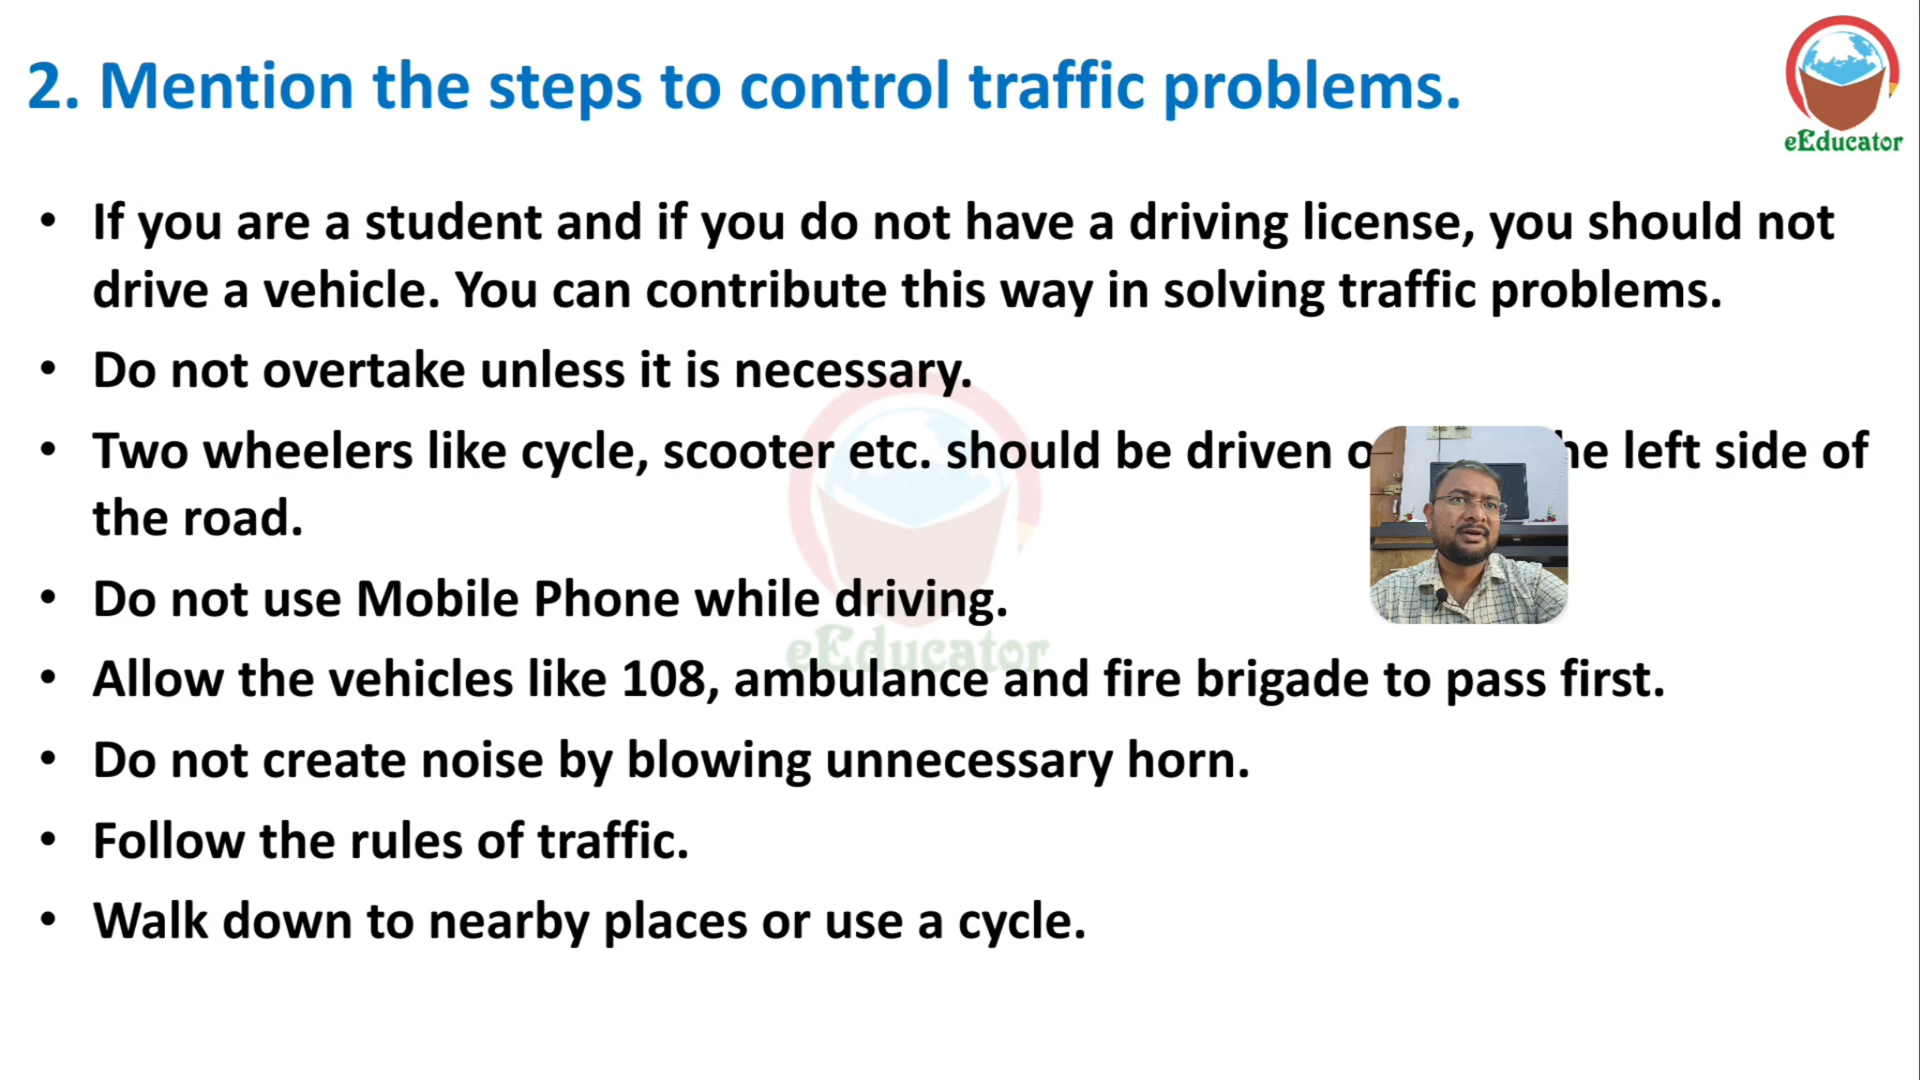 2. Mention the steps to control traffic problems.
eEducator
• If you are a student and if you do not have a driving license, you should not
drive a vehicle. You can contribute this way in solving traffic problems.
• Do not overtake unless it is necessary.
• Two wheelers like cycle, scooter etc. should be driven left side of
the road.
• Do not use Mobile Phone while driving.
eEducator
• Allow the vehicles like 108, ambulance and fire brigade to pass first.
• Do not create noise by blowing unnecessary horn.
• Follow the rules of traffic.
• Walk down to nearby places or use a cycle.